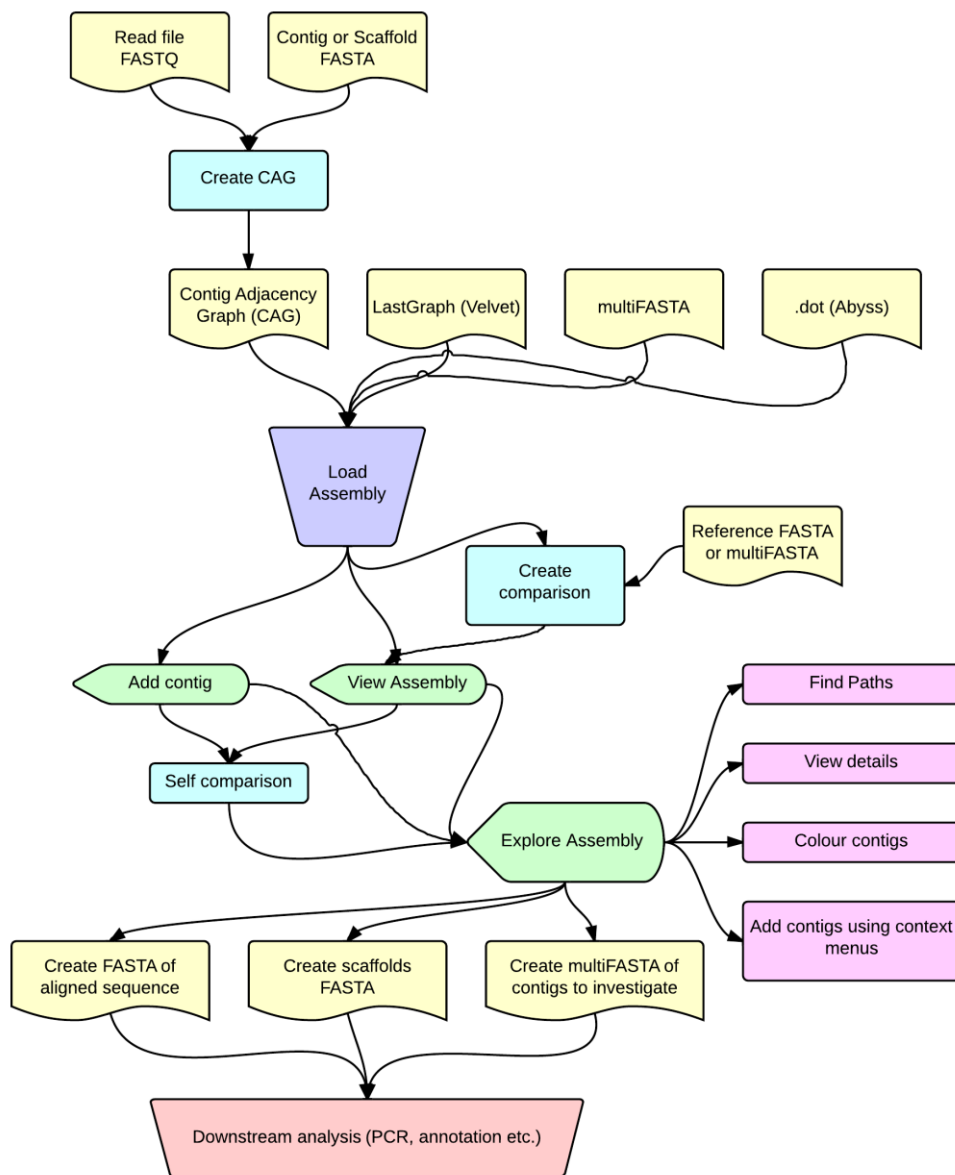 Read file
FASTQ
Contig or Scaffold
FASTA
Create CAG
Contig Adjacency
Graph (CAG)
LastGraph (Velvet)
multiFASTA
.dot (Abyss)
Load
Assembly
Reference FASTA
or multiFASTA
Create
comparison
Add contig
View Assembly
Find Paths
View details
Self comparison
Explore Assembly
Colour contigs
Add contigs using context
menus
Create FASTA of
aligned sequence
Create scaffolds
FASTA
Create multiFASTA of
contigs to investigate
Downstream analysis (PCR, annotation etc.)